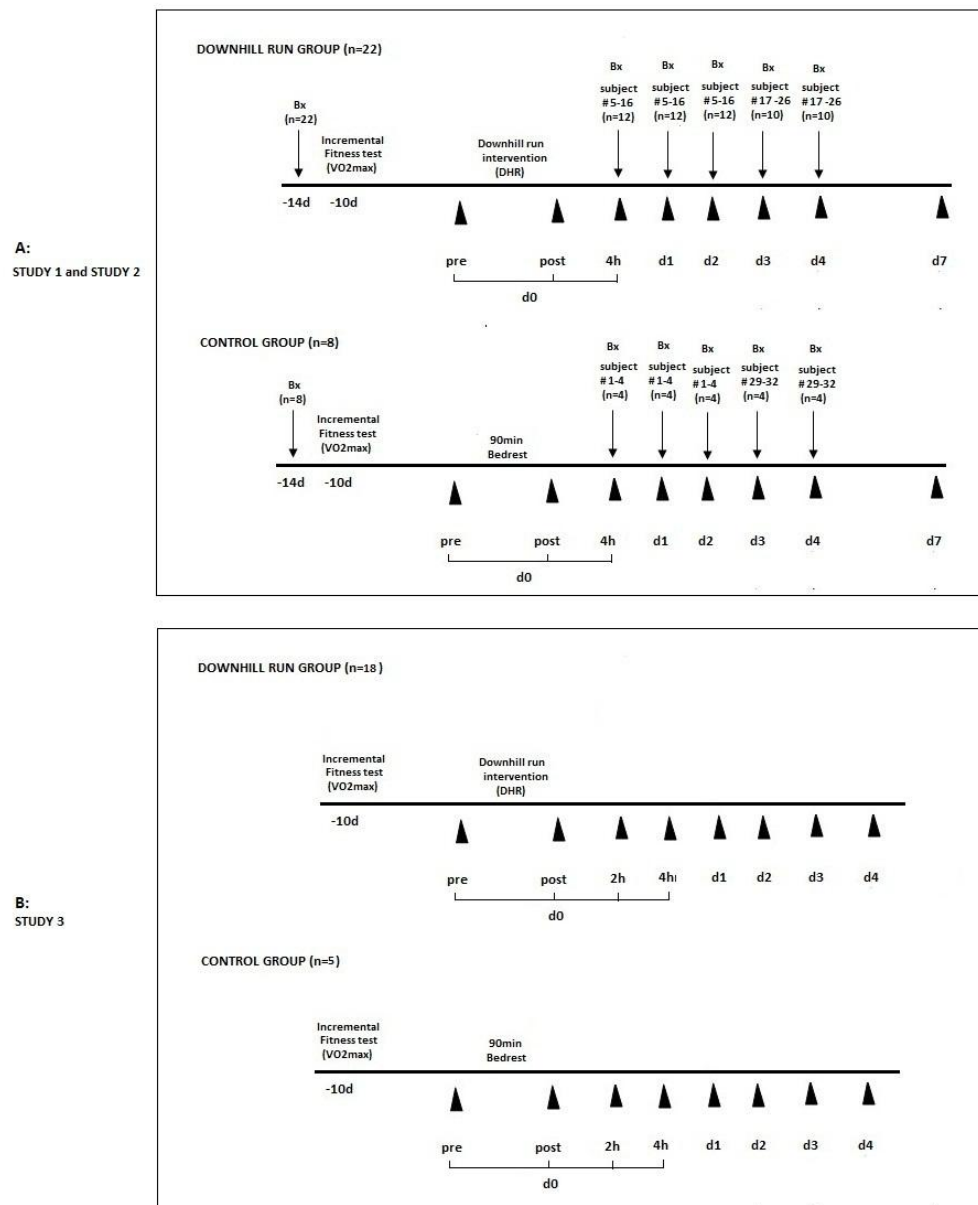 DOWNHILL RUN GROUP (n=22)
Bx
(n=22)
Incremental
Fitness test
(VO2max)
Downhill run
intervention
(DHR)
Bx
subject
#5-16
(n=12)
Bx
subject
#5-16
(n=12)
Bx
subject
#5-16
(n=12)
Bx
subject
#17-26
(n=10)
Bx
subject
#17-26
(n=10)
-14d -10d
pre post 4h d1 d2 d3 d4 d7
d0
A:
STUDY 1 and STUDY 2
CONTROL GROUP (n=8)
Bx
(n=8)
Incremental
Fitness test
(VO2max)
90min
Bedrest
Bx
subject
#1-4
(n=4)
Bx
subject
#1-4
(n=4)
Bx
subject
#1-4
(n=4)
Bx
subject
#29-32
(n=4)
Bx
subject
#29-32
(n=4)
-14d -10d
pre post 4h d1 d2 d3 d4 d7
d0
DOWNHILL RUN GROUP (n=18)
Incremental
Fitness test
(VO2max)
Downhill run
intervention
(DHR)
-10d
pre post 2h 4hr d1 d2 d3 d4
d0
B:
STUDY 3
CONTROL GROUP (n=5)
Incremental
Fitness test
(VO2max)
90min
Bedrest
-10d
pre post 2h 4h d1 d2 d3 d4
d0